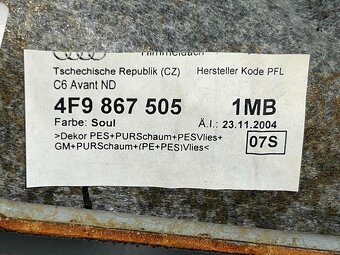 Himmeldach
Tschechische Republik (CZ) Hersteller Kode PFL
C6 Avant ND
4F9 867 505 1MB
Farbe: Soul Ä.I.: 23.11.2004
>Dekor PES+PURSchaum+PESVlies+
GM+PURSchaum+(PE+PES)Vlies< 07S